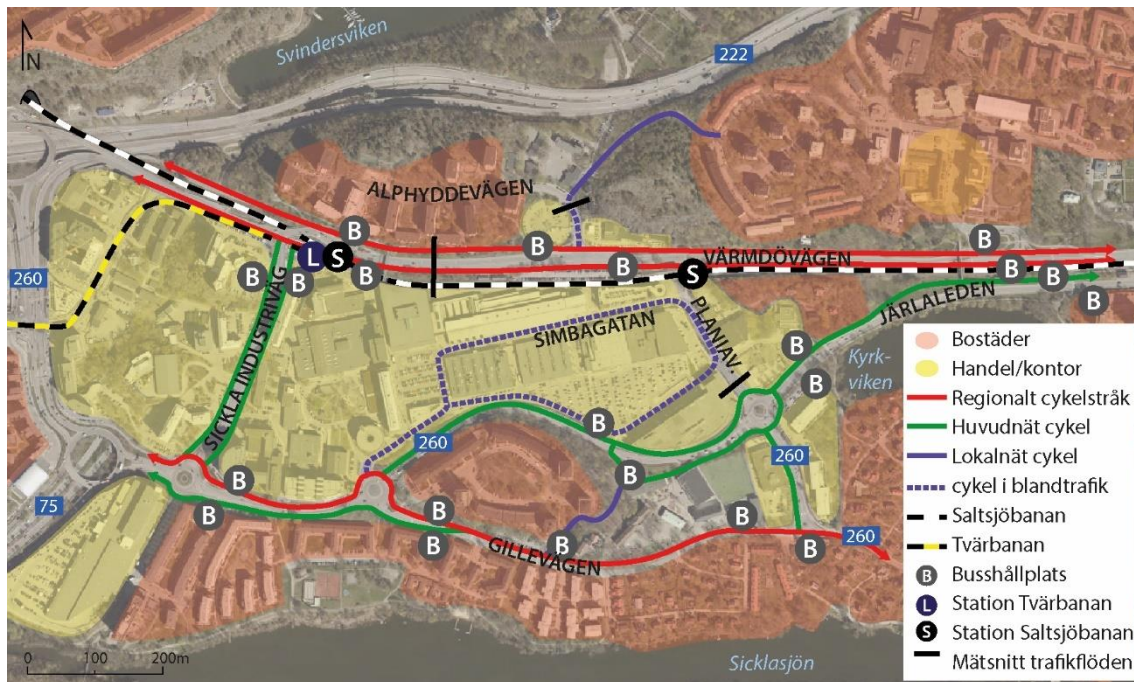 N
Svindersviken
222
ALPHYDDEVÄGEN
B
B
B
VÄRMDÖVÄGEN
B
L
S
B
B
B
S
B
B
B
260
SICKLA INDUSTRIVÄG
SIMBAGATAN
PLANIAV.
JÄRLALEDEN
B
Kyrk-
viken
B
260
B
260
75
B
B
B
B
GILLEVÄGEN
B
B
B
B
260
Sicklasjön
0 100 200m
Bostäder
Handel/kontor
Regionalt cykelstråk
Huvudnät cykel
Lokalnät cykel
cykel i blandtrafik
Saltsjöbanan
Tvärbanan
B Busshållplats
L Station Tvärbanan
S Station Saltsjöbanan
Mätsnitt trafikflöden